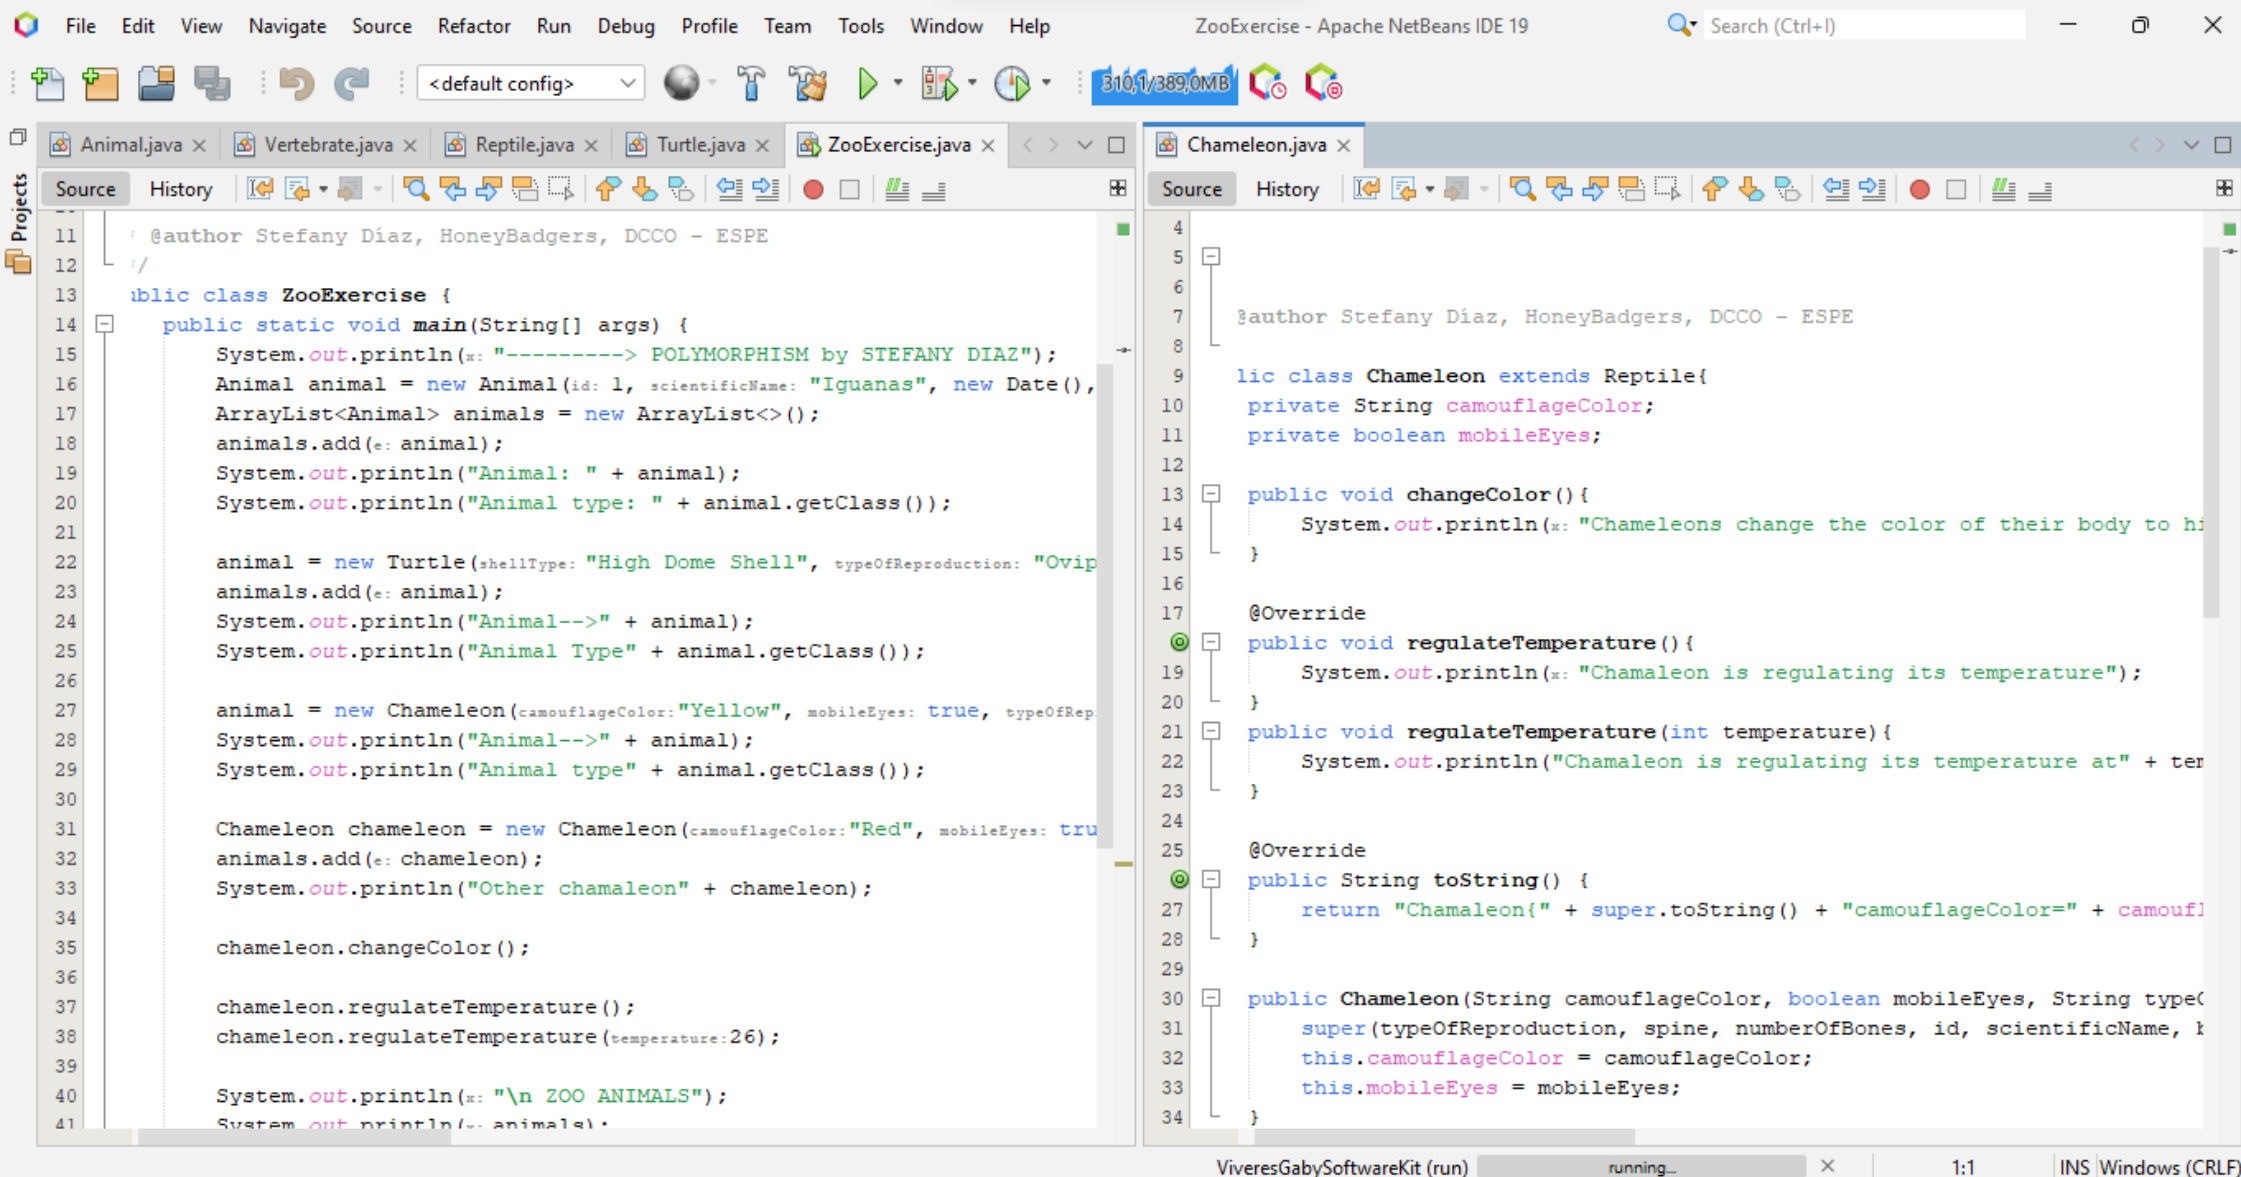 File Edit View Navigate Source Refactor Run Debug Profile Team Tools Window Help ZooExercise - Apache NetBeans IDE 19 Search (Ctrl+I)
<default config> 310,1/389,0MB
Projects
Animal.java Vertebrate.java Reptile.java Turtle.java ZooExercise.java
Source History
11 @author Stefany Díaz, HoneyBadgers, DCCO - ESPE
12 */
13 ublic class ZooExercise {
14 public static void main(String[] args) {
15 System.out.println(x: "---------> POLYMORPHISM by STEFANY DIAZ");
16 Animal animal = new Animal(id: 1, scientificName: "Iguanas", new Date(),
17 ArrayList<Animal> animals = new ArrayList<>();
18 animals.add(e: animal);
19 System.out.println("Animal: " + animal);
20 System.out.println("Animal type: " + animal.getClass());
21
22 animal = new Turtle(shellType: "High Dome Shell", typeOfReproduction: "Ovip
23 animals.add(e: animal);
24 System.out.println("Animal-->" + animal);
25 System.out.println("Animal Type" + animal.getClass());
26
27 animal = new Chameleon(camouflageColor:"Yellow", mobileEyes: true, typeOfRep
28 System.out.println("Animal-->" + animal);
29 System.out.println("Animal type" + animal.getClass());
30
31 Chameleon chameleon = new Chameleon(camouflageColor:"Red", mobileEyes: tru
32 animals.add(e: chameleon);
33 System.out.println("Other chamaleon" + chameleon);
34
35 chameleon.changeColor();
36
37 chameleon.regulateTemperature();
38 chameleon.regulateTemperature(temperature:26);
39
40 System.out.println(x: "\n ZOO ANIMALS");
41 System.out.println(x: animals);
Chameleon.java
Source History
4
5
6
7 @author Stefany Díaz, HoneyBadgers, DCCO - ESPE
8
9 lic class Chameleon extends Reptile{
10 private String camouflageColor;
11 private boolean mobileEyes;
12
13 public void changeColor(){
14 System.out.println(x: "Chameleons change the color of their body to hi
15 }
16
17 @Override
public void regulateTemperature(){
19 System.out.println(x: "Chamaleon is regulating its temperature");
20 }
21 public void regulateTemperature(int temperature){
22 System.out.println("Chamaleon is regulating its temperature at" + tem
23 }
24
25 @Override
public String toString() {
27 return "Chamaleon{" + super.toString() + "camouflageColor=" + camoufl
28 }
29
30 public Chameleon(String camouflageColor, boolean mobileEyes, String typeO
31 super(typeOfReproduction, spine, numberOfBones, id, scientificName, b
32 this.camouflageColor = camouflageColor;
33 this.mobileEyes = mobileEyes;
34 }
ViveresGabySoftwareKit (run) running... 1:1 INS Windows (CRLF)